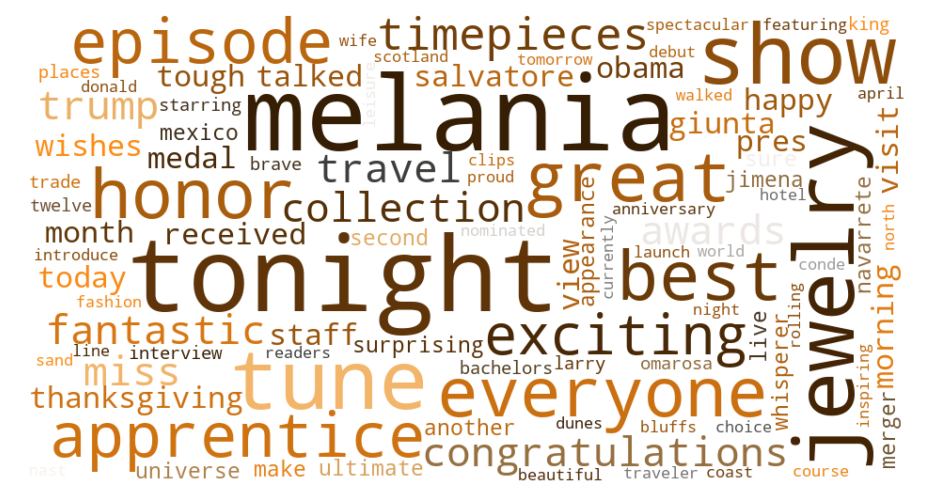 spectacular featuring king
episode wife timepieces show
scotland tomorrow debut
places tough talked salvatore obama
donald leisure
trump starring melania walked happy april
giunta
wishes mexico pres visit
medal brave travel clips great sure
trade honor proud jimena
twelve collection hotel
month received second nominated appearance anniversary awards navarrete north
introduce tonight view currently launch world conde
today best
fashion night morning
fantastic staff surprising exciting live rolling jewelry
sand line interview readers larry omarosa
miss tune bachelors whisperer inspiring
thanksgiving everyone
apprentice another dunes bluffs choice merger
congratulations
nast universe make ultimate beautiful traveler coast course